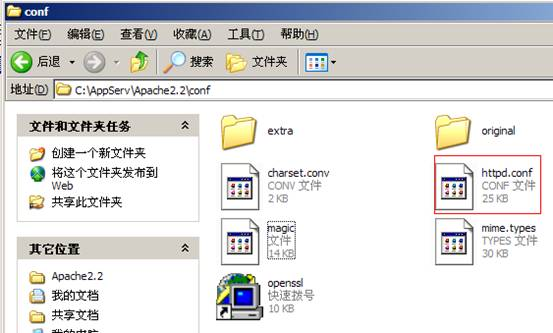 conf
文件(F) 编辑(E) 查看(V) 收藏(A) 工具(T) 帮助(H)
后退 搜索 文件夹
地址(D) C:\AppServ\Apache2.2\conf
文件和文件夹任务
创建一个新文件夹
将这个文件夹发布到
Web
共享此文件夹
其它位置
Apache2.2
我的文档
共享文档
我的电脑
extra
original
charset.conv
CONV 文件
2 KB
httpd.conf
CONF 文件
25 KB
magic
文件
14 KB
mime.types
TYPES 文件
30 KB
openssl
快速拨号
1 KB